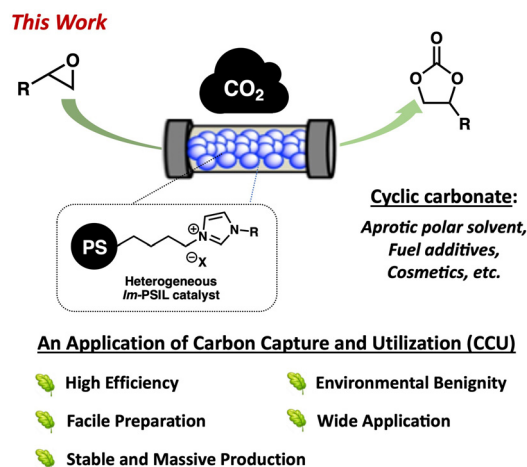 This Work
O
R
CO2
O
O
O
R
PS
⊕
N
N
R
⊖X
Heterogeneous
Im-PSIL catalyst
Cyclic carbonate:
Aprotic polar solvent,
Fuel additives,
Cosmetics, etc.
An Application of Carbon Capture and Utilization (CCU)
High Efficiency
Environmental Benignity
Facile Preparation
Wide Application
Stable and Massive Production